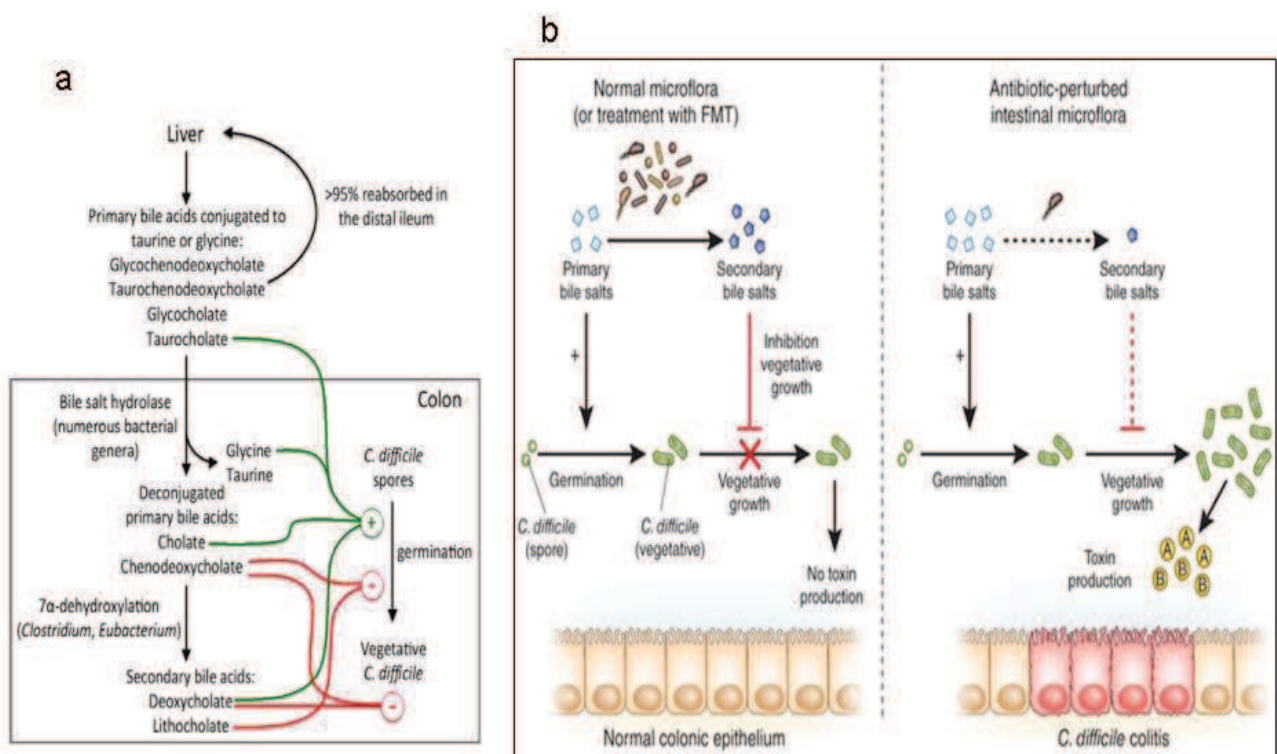 a
Liver
>95% reabsorbed in
the distal ileum
Primary bile acids conjugated to
taurine or glycine:
Glycochenodeoxycholate
Taurochenodeoxycholate
Glycocholate
Taurocholate
Colon
Bile salt hydrolase
(numerous bacterial
genera)
Glycine
Taurine
C. difficile
spores
Deconjugated
primary bile acids:
Cholate
Chenodeoxycholate
+
germination
-
7α-dehydroxylation
(Clostridium, Eubacterium)
Vegetative
C. difficile
Secondary bile acids:
Deoxycholate
Lithocholate
-
b
Normal microflora
(or treatment with FMT)
Primary
bile salts
Secondary
bile salts
+
Inhibition
vegetative
growth
Germination
Vegetative
growth
C. difficile
(spore)
C. difficile
(vegetative)
No toxin
production
Normal colonic epithelium
Antibiotic-perturbed
intestinal microflora
Primary
bile salts
Secondary
bile salts
+
Germination
Vegetative
growth
Toxin
production
A
A
A
B
B
B
C. difficile colitis